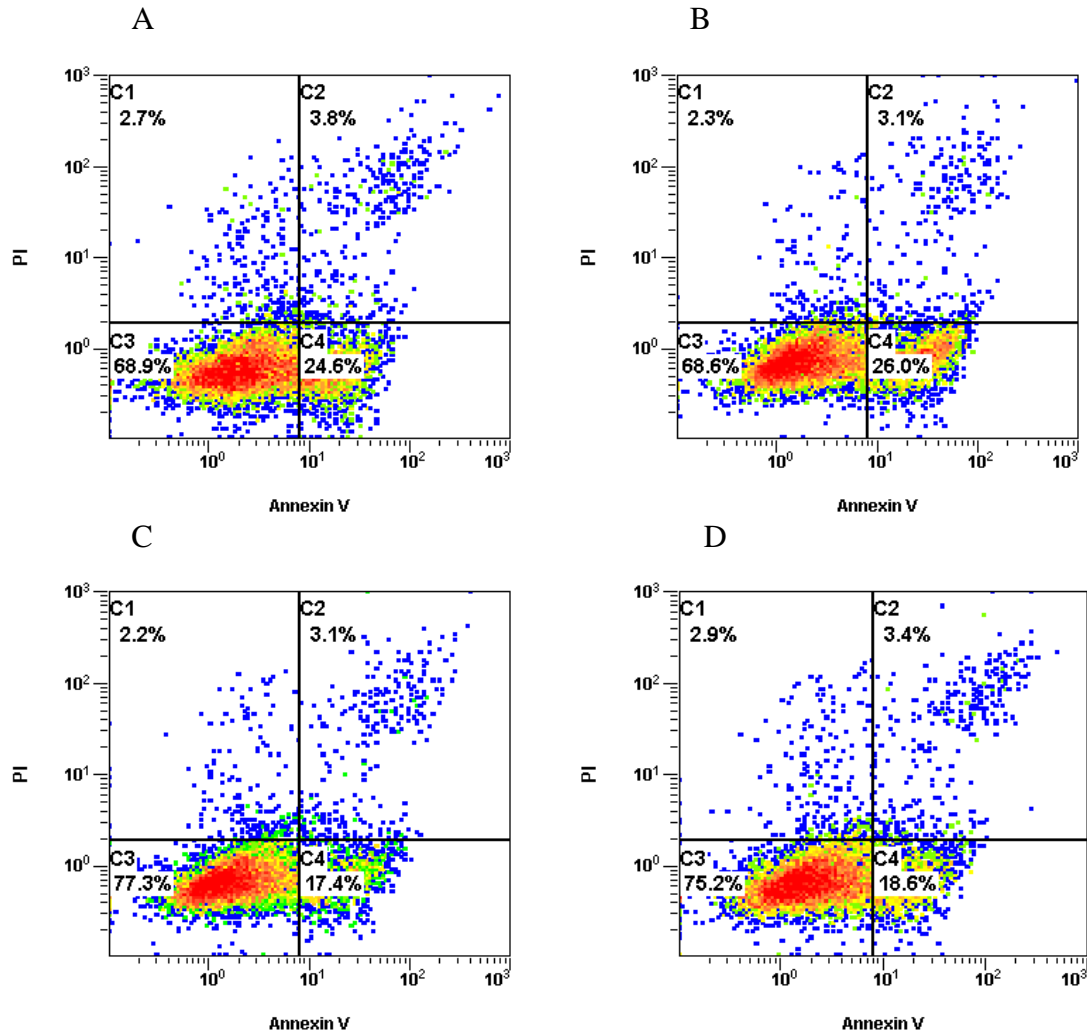 A
B
10³
C1
2.7%
C2
3.8%
10²
PI
10¹
10⁰
C3
68.9%
C4
24.6%
10⁰
10¹
10²
10³
Annexin V
10³
C1
2.3%
C2
3.1%
10²
PI
10¹
10⁰
C3
68.6%
C4
26.0%
10⁰
10¹
10²
10³
Annexin V
C
D
10³
C1
2.2%
C2
3.1%
10²
PI
10¹
10⁰
C3
77.3%
C4
17.4%
10⁰
10¹
10²
10³
Annexin V
10³
C1
2.9%
C2
3.4%
10²
PI
10¹
10⁰
C3
75.2%
C4
18.6%
10⁰
10¹
10²
10³
Annexin V